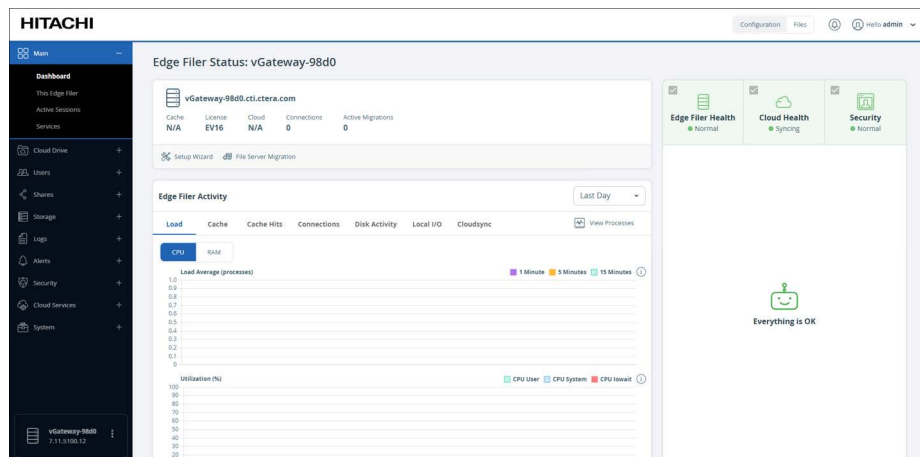 HITACHI
Configuration Files
Hello admin
Main
Dashboard
This Edge Filer
Active Sessions
Services
Cloud Drive
Users
Shares
Storage
Logs
Alerts
Security
Cloud Services
System
vGateway-98d0
7.11.5100.12
Edge Filer Status: vGateway-98d0
vGateway-98d0.cti.ctera.com
Cache License Cloud Connections Active Migrations
N/A EV16 N/A 0 0
Setup Wizard File Server Migration
Edge Filer Health Cloud Health Security
Normal Syncing Normal
Everything is OK
Edge Filer Activity Last Day
Load Cache Cache Hits Connections Disk Activity Local I/O Cloudsync View Processes
CPU RAM
Load Average (processes) 1 Minute 5 Minutes 15 Minutes
1.0
0.9
0.8
0.7
0.6
0.5
0.4
0.3
0.2
0.1
0
Utilization (%) CPU User CPU System CPU Iowait
100
90
80
70
60
50
40
30
20